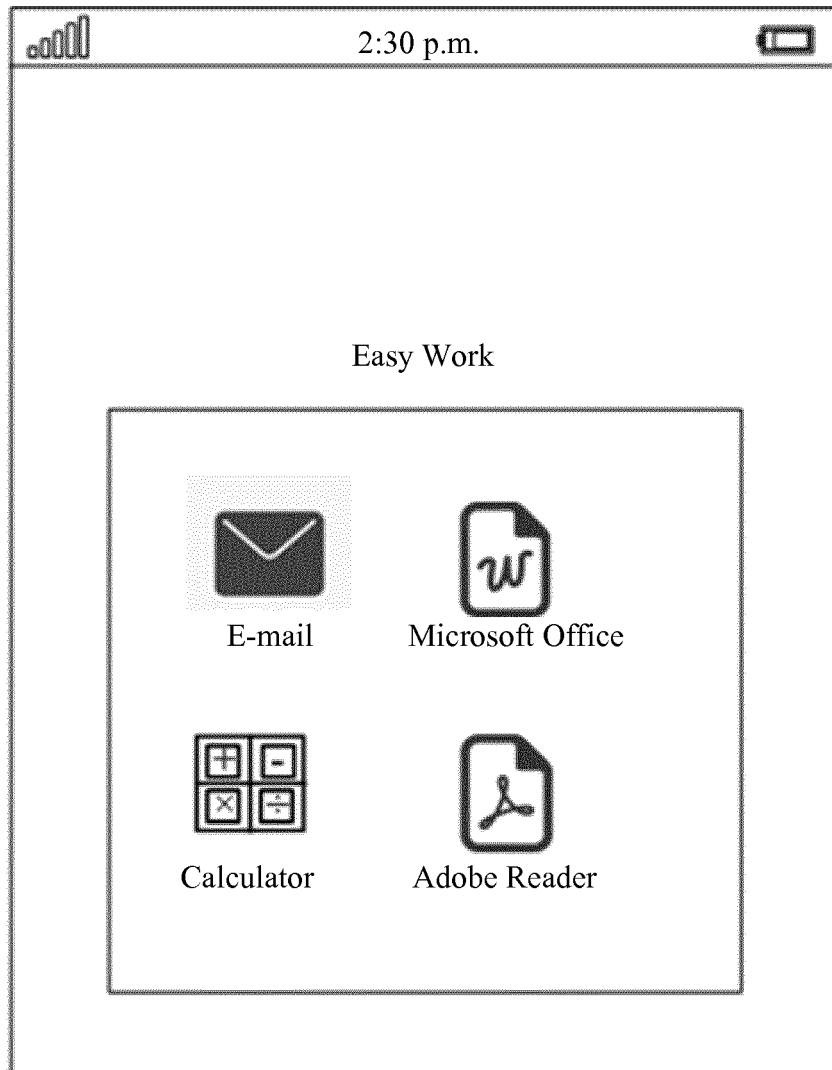 2:30 p.m.
Easy Work
W
E-mail
Microsoft Office
+ -
× ÷
Calculator
Adobe Reader